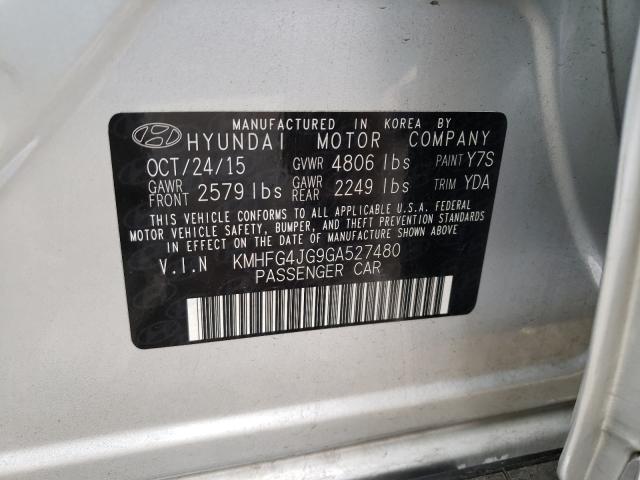 MANUFACTURED IN KOREA BY
HYUNDAI MOTOR COMPANY
OCT/24/15 GVWR 4806 lbs PAINT Y7S
GAWR FRONT 2579 lbs GAWR REAR 2249 lbs TRIM YDA
THIS VEHICLE CONFORMS TO ALL APPLICABLE U.S.A. FEDERAL
MOTOR VEHICLE SAFETY, BUMPER, AND THEFT PREVENTION STANDARDS
IN EFFECT ON THE DATE OF MANUFACTURE SHOWN ABOVE.
V.I.N KMHFG4JG9GA527480
PASSENGER CAR